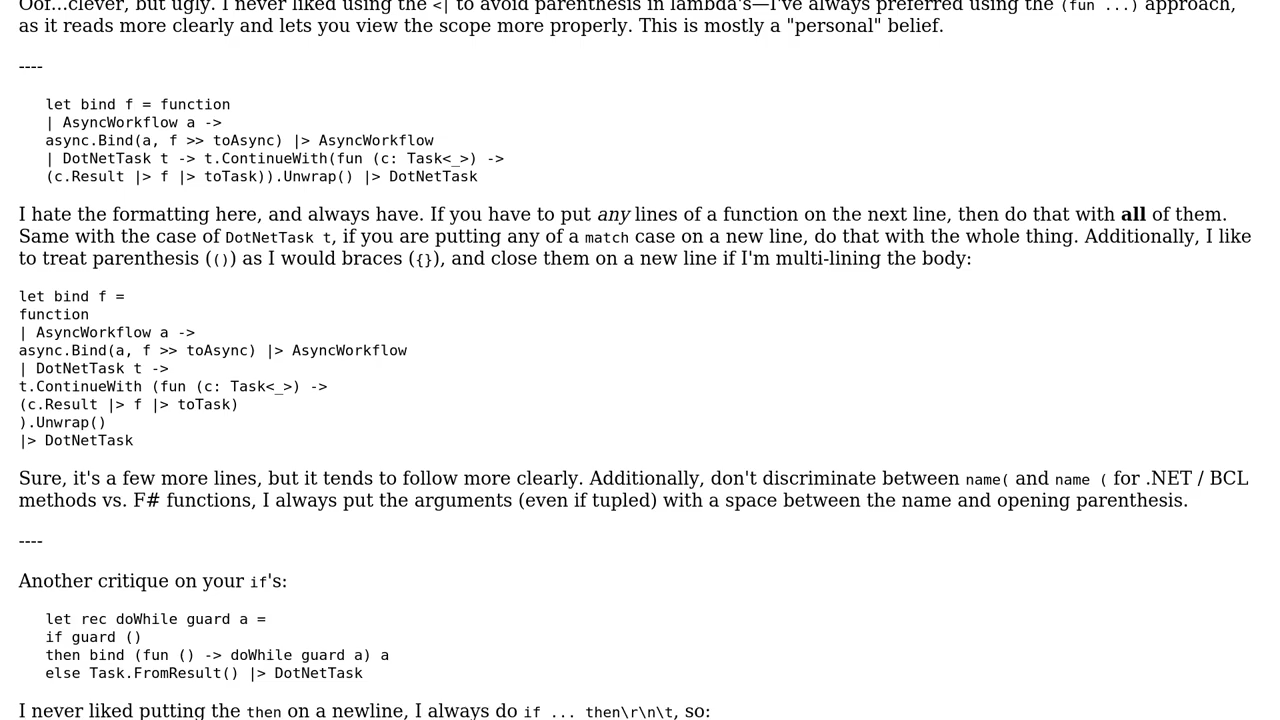 Oof...clever, but ugly. I never liked using the <| to avoid parenthesis in lambda's—I've always preferred using the (fun ...) approach,
as it reads more clearly and lets you view the scope more properly. This is mostly a "personal" belief.
----
let bind f = function
| AsyncWorkflow a ->
async.Bind(a, f >> toAsync) |> AsyncWorkflow
| DotNetTask t -> t.ContinueWith(fun (c: Task<_>) ->
(c.Result |> f |> toTask)).Unwrap() |> DotNetTask
I hate the formatting here, and always have. If you have to put any lines of a function on the next line, then do that with all of them.
Same with the case of DotNetTask t, if you are putting any of a match case on a new line, do that with the whole thing. Additionally, I like
to treat parenthesis (()) as I would braces ({}), and close them on a new line if I'm multi-lining the body:
let bind f =
function
| AsyncWorkflow a ->
async.Bind(a, f >> toAsync) |> AsyncWorkflow
| DotNetTask t ->
t.ContinueWith (fun (c: Task<_>) ->
(c.Result |> f |> toTask)
).Unwrap()
|> DotNetTask
Sure, it's a few more lines, but it tends to follow more clearly. Additionally, don't discriminate between name( and name ( for .NET / BCL
methods vs. F# functions, I always put the arguments (even if tupled) with a space between the name and opening parenthesis.
----
Another critique on your if's:
let rec doWhile guard a =
if guard ()
then bind (fun () -> doWhile guard a) a
else Task.FromResult() |> DotNetTask
I never liked putting the then on a newline, I always do if ... then\r\n\t, so: